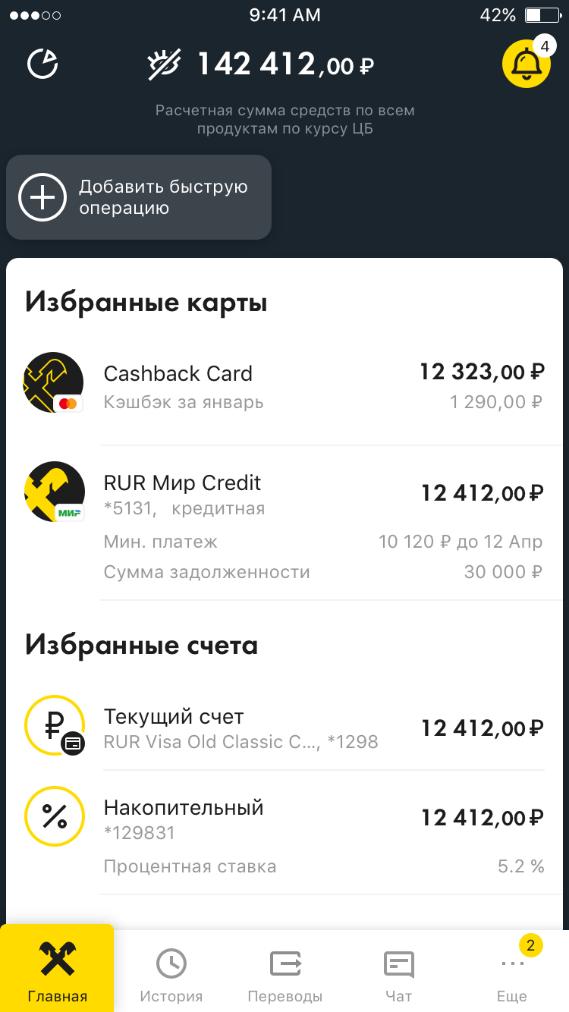 9:41 AM 42%
142 412,00 ₽ 4
Расчетная сумма средств по всем
продуктам по курсу ЦБ
Добавить быструю
операцию
Избранные карты
Cashback Card 12 323,00 ₽
Кэшбэк за январь 1 290,00 ₽
RUR Мир Credit 12 412,00 ₽
*5131, кредитная
МИР
Мин. платеж 10 120 ₽ до 12 Апр
Сумма задолженности 30 000 ₽
Избранные счета
₽ Текущий счет 12 412,00 ₽
RUR Visa Old Classic C..., *1298
% Накопительный 12 412,00 ₽
*129831
Процентная ставка 5.2 %
2
Главная История Переводы Чат Еще